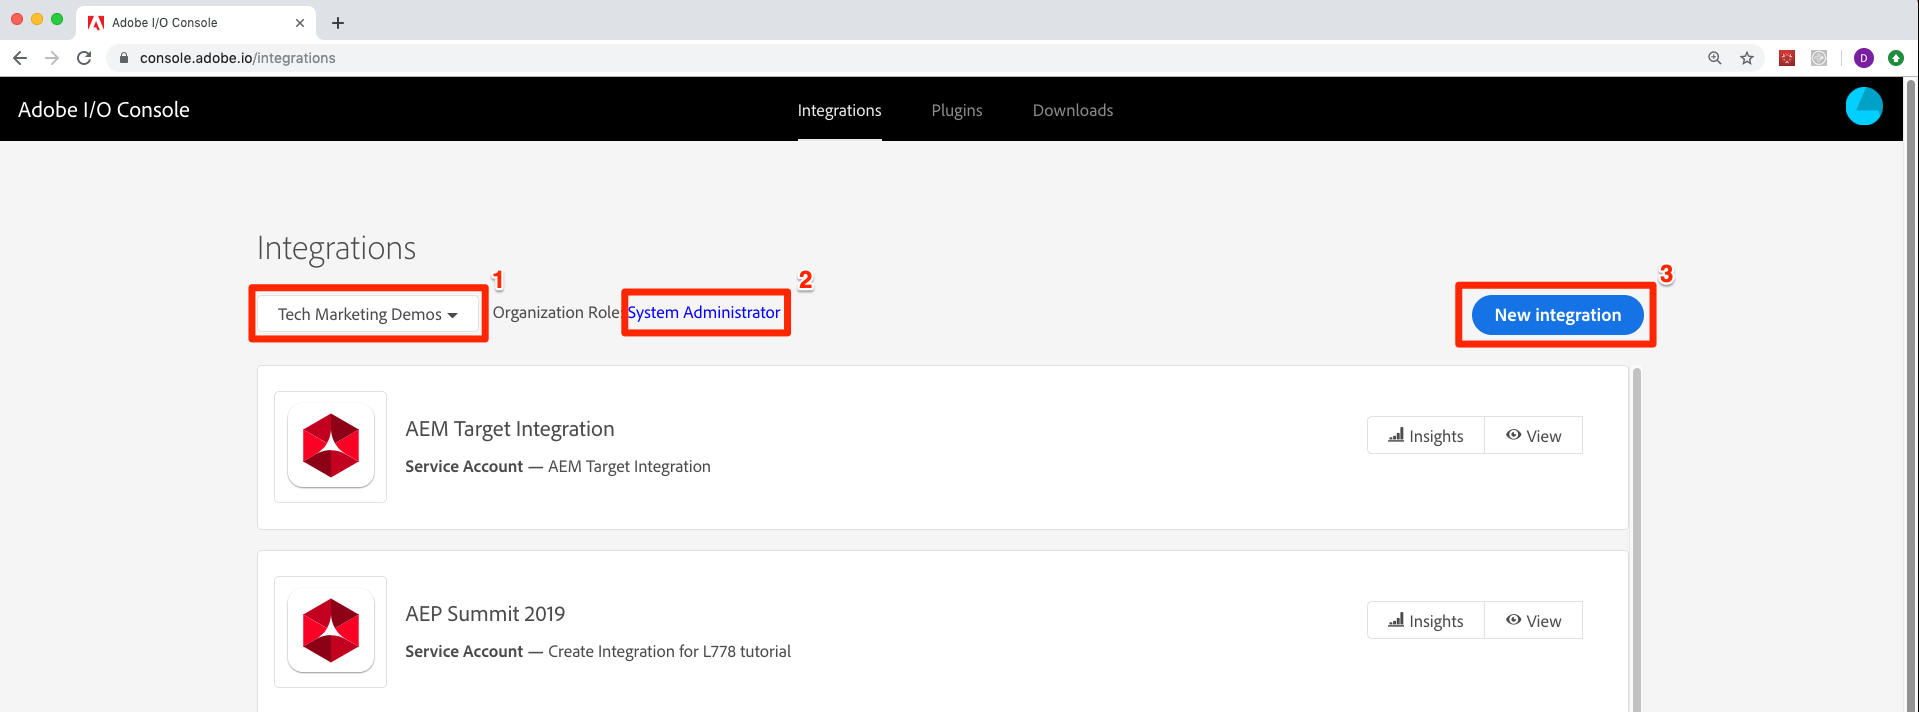 Adobe I/O Console
console.adobe.io/integrations
D
Adobe I/O Console
Integrations
Plugins
Downloads
Integrations
1
2
3
Tech Marketing Demos
Organization Role:
System Administrator
New integration
AEM Target Integration
Insights
View
Service Account — AEM Target Integration
AEP Summit 2019
Insights
View
Service Account — Create Integration for L778 tutorial